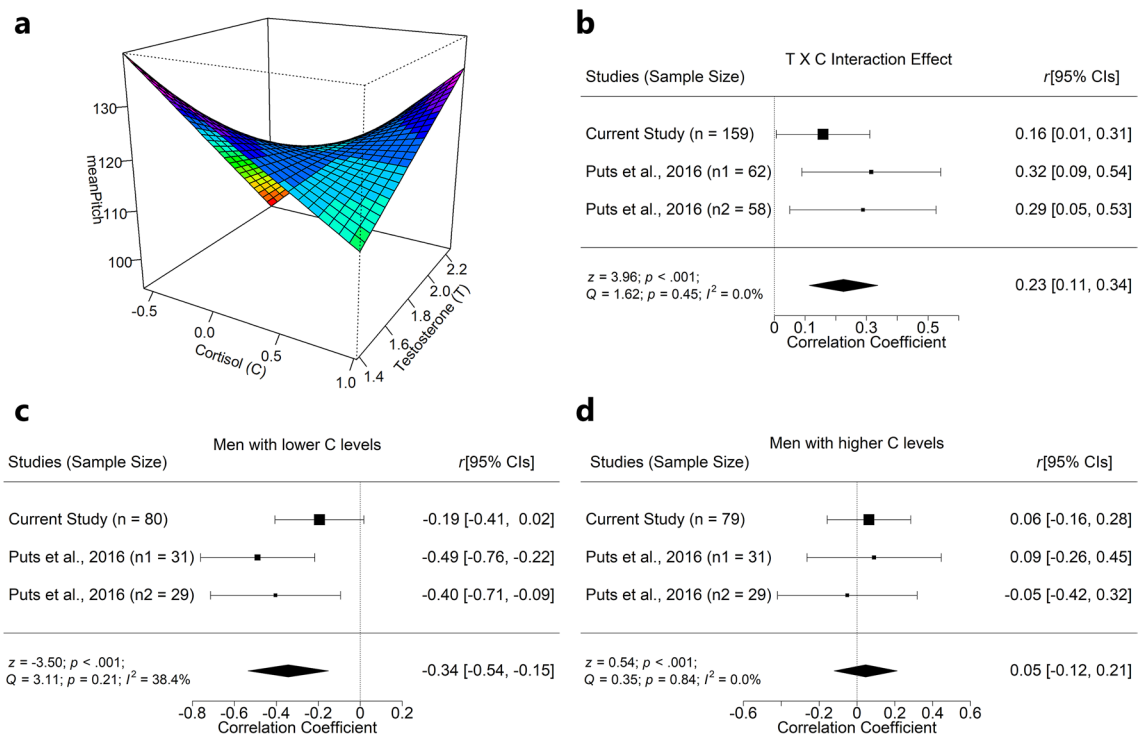 a
130
120
110
100
meanPitch
-0.5
0.0
0.5
1.0
Cortisol (C)
1.4
1.6
1.8
2.0
2.2
Testosterone (T)
b
T X C Interaction Effect
Studies (Sample Size) r[95% CIs]
Current Study (n = 159) 0.16 [0.01, 0.31]
Puts et al., 2016 (n1 = 62) 0.32 [0.09, 0.54]
Puts et al., 2016 (n2 = 58) 0.29 [0.05, 0.53]
z = 3.96; p < .001;
Q = 1.62; p = 0.45; I² = 0.0% 0.23 [0.11, 0.34]
0 0.1 0.3 0.5
Correlation Coefficient
c
Men with lower C levels
Studies (Sample Size) r[95% CIs]
Current Study (n = 80) -0.19 [-0.41, 0.02]
Puts et al., 2016 (n1 = 31) -0.49 [-0.76, -0.22]
Puts et al., 2016 (n2 = 29) -0.40 [-0.71, -0.09]
z = -3.50; p < .001;
Q = 3.11; p = 0.21; I² = 38.4% -0.34 [-0.54, -0.15]
-0.8 -0.6 -0.4 -0.2 0 0.2
Correlation Coefficient
d
Men with higher C levels
Studies (Sample Size) r[95% CIs]
Current Study (n = 79) 0.06 [-0.16, 0.28]
Puts et al., 2016 (n1 = 31) 0.09 [-0.26, 0.45]
Puts et al., 2016 (n2 = 29) -0.05 [-0.42, 0.32]
z = 0.54; p < .001;
Q = 0.35; p = 0.84; I² = 0.0% 0.05 [-0.12, 0.21]
-0.6 -0.2 0 0.2 0.4 0.6
Correlation Coefficient